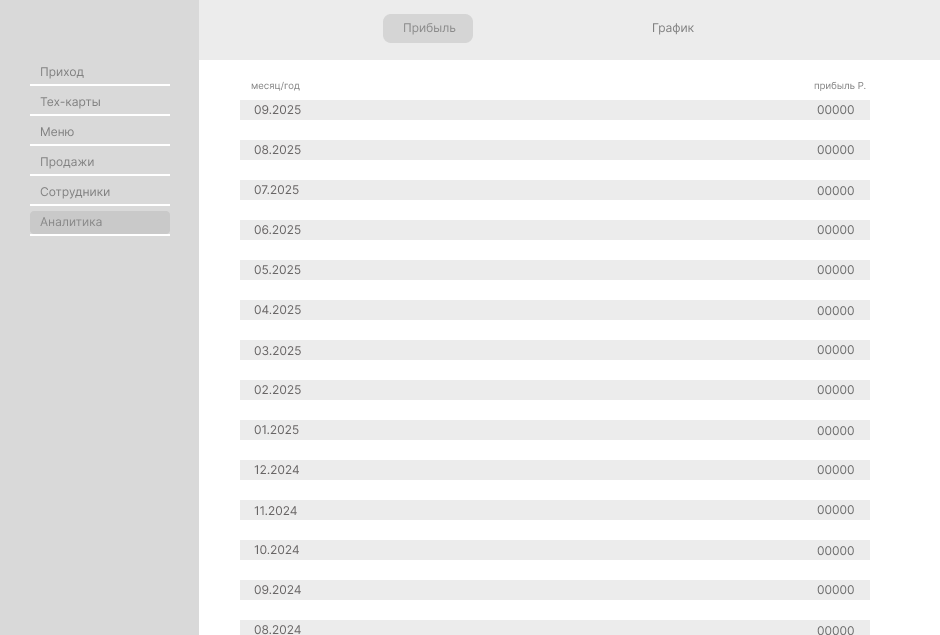 Прибыль График
Приход
Тех-карты
Меню
Продажи
Сотрудники
Аналитика
месяц/год прибыль Р.
09.2025 00000
08.2025 00000
07.2025 00000
06.2025 00000
05.2025 00000
04.2025 00000
03.2025 00000
02.2025 00000
01.2025 00000
12.2024 00000
11.2024 00000
10.2024 00000
09.2024 00000
08.2024 00000